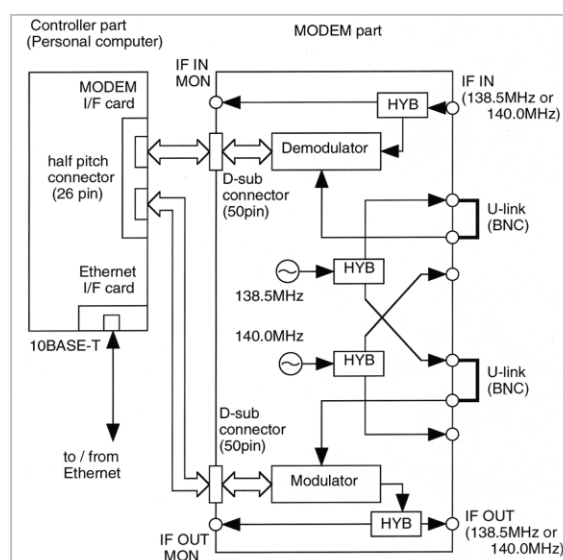 Controller part
(Personal computer)
MODEM part
IF IN
MON
IF IN
(138.5MHz or
140.0MHz)
MODEM
I/F card
HYB
half pitch
connector
(26 pin)
Demodulator
D-sub
connector
(50pin)
U-link
(BNC)
HYB
138.5MHz
Ethernet
I/F card
140.0MHz
HYB
10BASE-T
U-link
(BNC)
D-sub
connector
(50pin)
to / from
Ethernet
Modulator
HYB
IF OUT
(138.5MHz or
140.0MHz)
IF OUT
MON